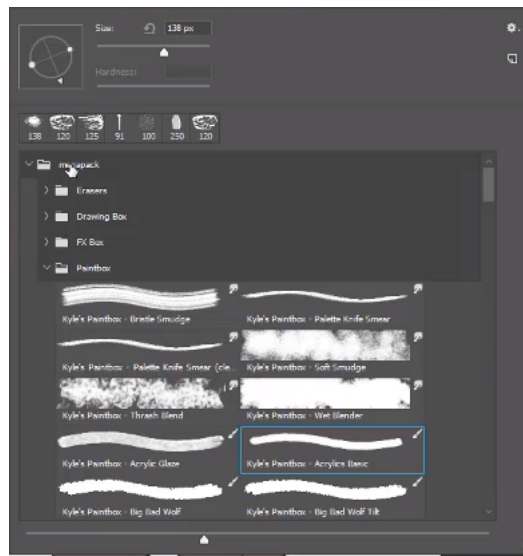 Size: 138 px
Hardness:
138 120 125 91 100 250 120
megapack
Erasers
Drawing Box
FX Box
Paintbox
Kyle's Paintbox - Bristle Smudge
Kyle's Paintbox - Palette Knife Smear
Kyle's Paintbox - Palette Knife Smear (cle...
Kyle's Paintbox - Soft Smudge
Kyle's Paintbox - Thrash Blend
Kyle's Paintbox - Wet Blender
Kyle's Paintbox - Acrylic Glaze
Kyle's Paintbox - Acrylics Basic
Kyle's Paintbox - Big Bad Wolf
Kyle's Paintbox - Big Bad Wolf Tilt